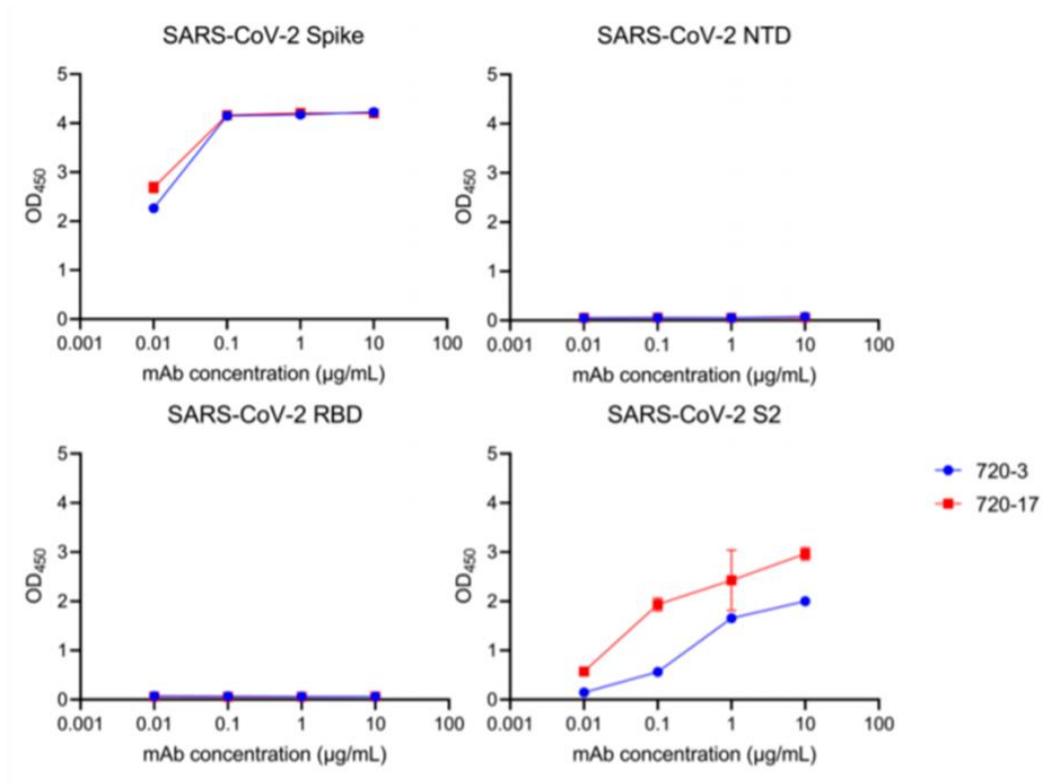 SARS-CoV-2 Spike
5
4
3
2
1
0
OD450
0.001 0.01 0.1 1 10 100
mAb concentration (µg/mL)
SARS-CoV-2 NTD
5
4
3
2
1
0
OD450
0.001 0.01 0.1 1 10 100
mAb concentration (µg/mL)
SARS-CoV-2 RBD
5
4
3
2
1
0
OD450
0.001 0.01 0.1 1 10 100
mAb concentration (µg/mL)
SARS-CoV-2 S2
5
4
3
2
1
0
OD450
0.001 0.01 0.1 1 10 100
mAb concentration (µg/mL)
720-3
720-17